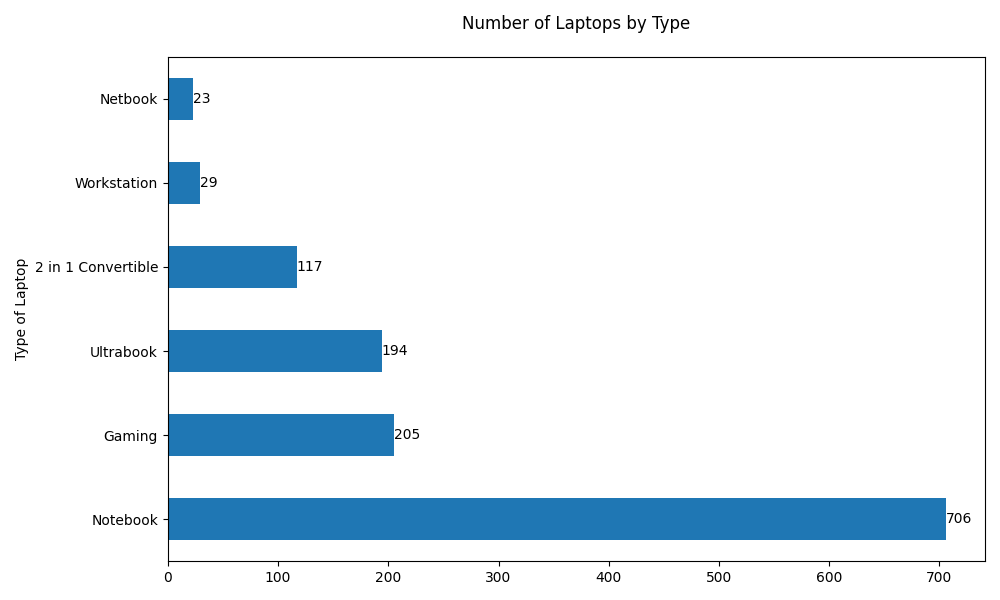 Number of Laptops by Type
Type of Laptop
Netbook 23
Workstation 29
2 in 1 Convertible 117
Ultrabook 194
Gaming 205
Notebook 706
0 100 200 300 400 500 600 700